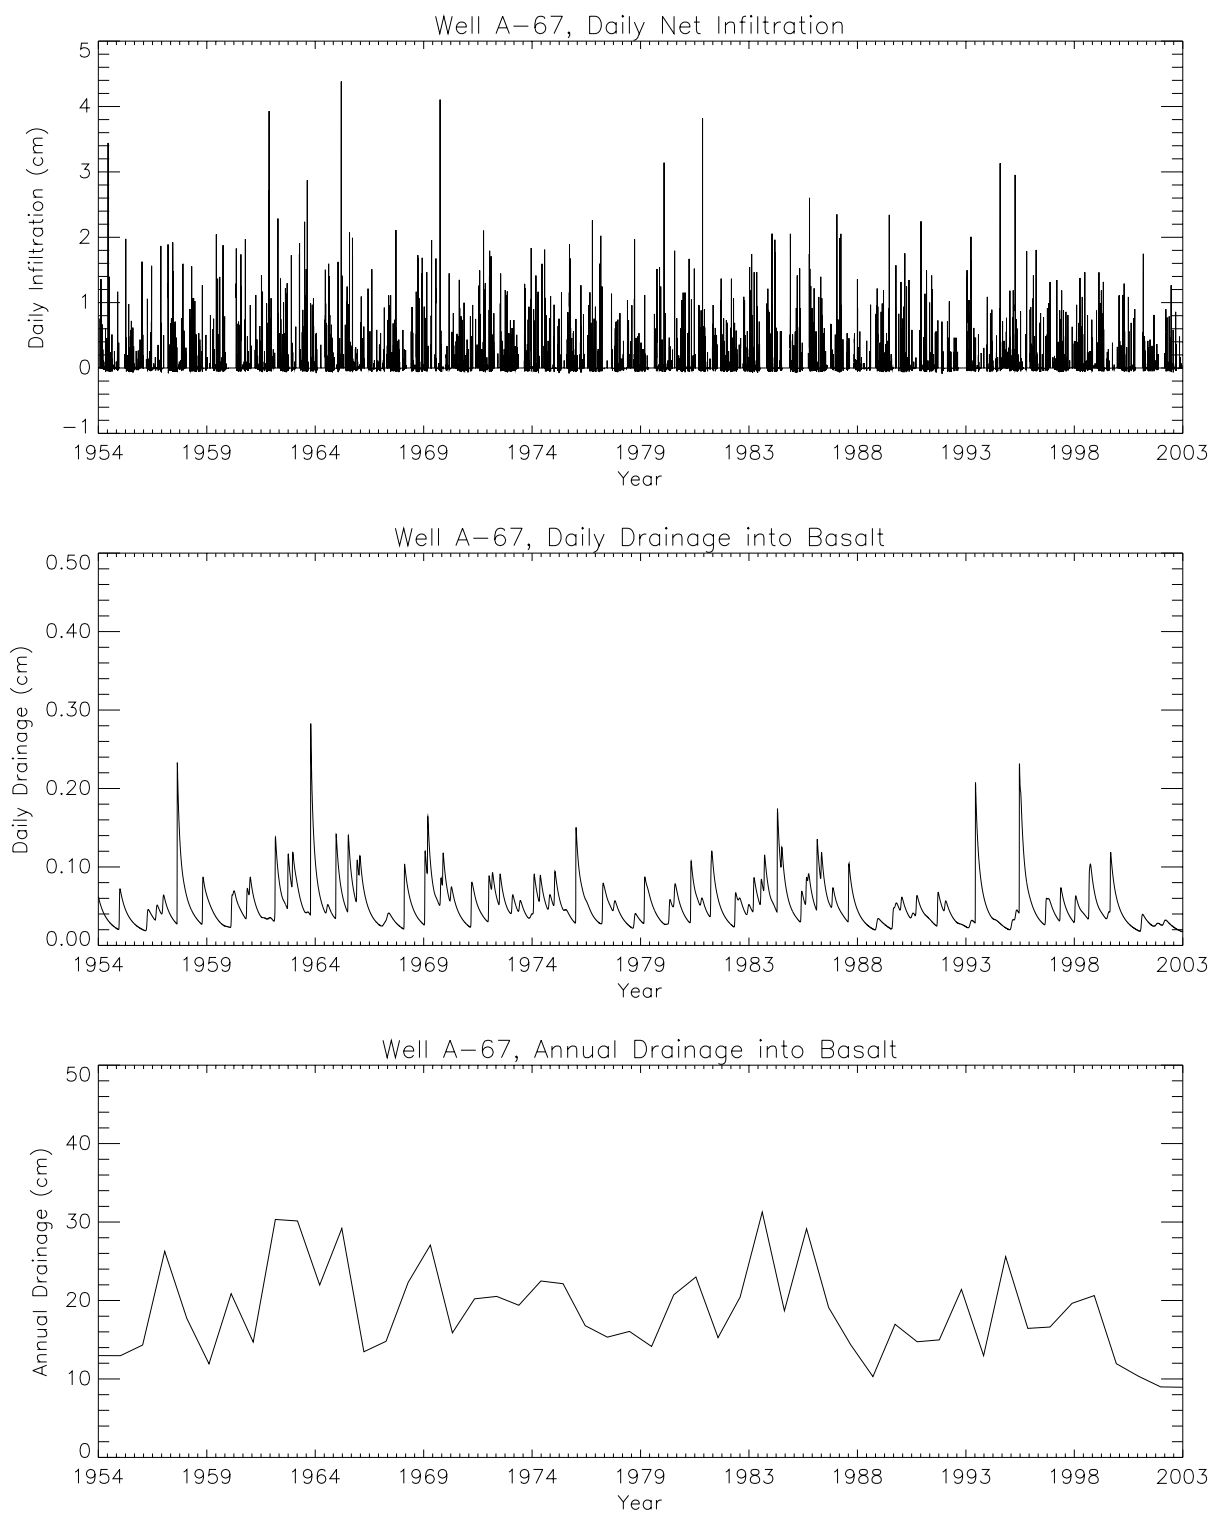 Well A-67, Daily Net Infiltration
5
4
3
2
1
0
-1
Daily Infiltration (cm)
1954 1959 1964 1969 1974 1979 1983 1988 1993 1998 2003
Year
Well A-67, Daily Drainage into Basalt
0.50
0.40
0.30
0.20
0.10
0.00
Daily Drainage (cm)
1954 1959 1964 1969 1974 1979 1983 1988 1993 1998 2003
Year
Well A-67, Annual Drainage into Basalt
50
40
30
20
10
0
Annual Drainage (cm)
1954 1959 1964 1969 1974 1979 1983 1988 1993 1998 2003
Year